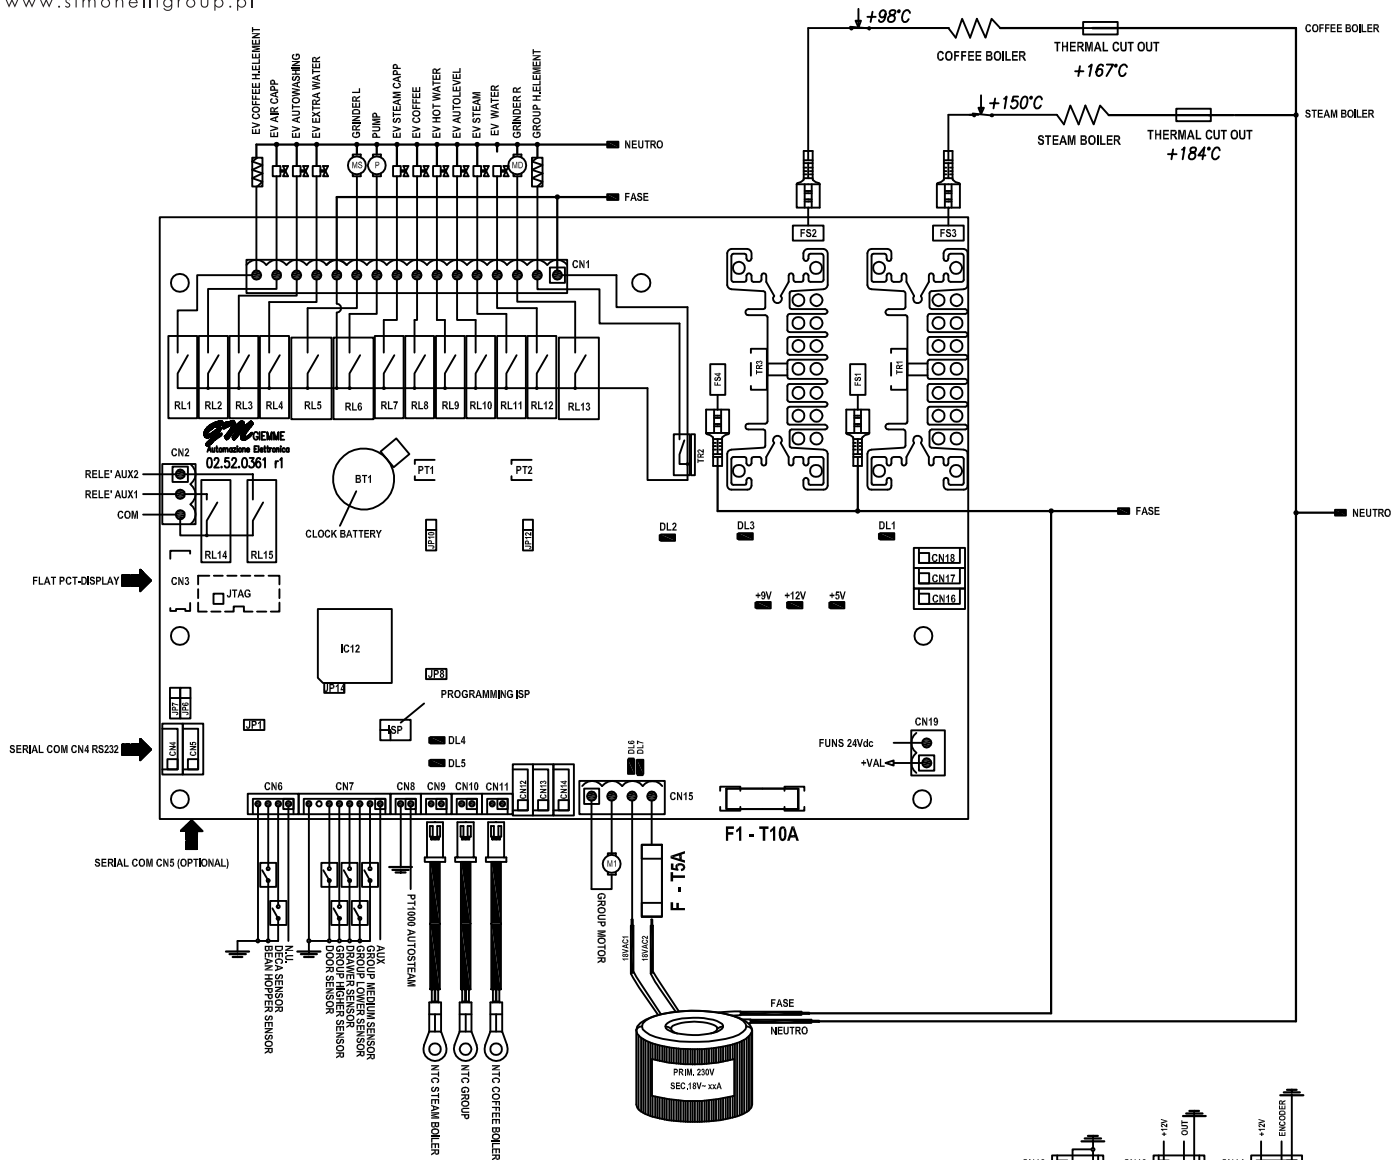 www.simonelligroup.pl
+98°C
COFFEE BOILER
THERMAL CUT OUT
+167°C
COFFEE BOILER
+150°C
STEAM BOILER
THERMAL CUT OUT
+184°C
STEAM BOILER
EV COFFEE H.ELEMENT
EV AIR CAPP
EV AUTOWASHING
EV EXTRA WATER
GRINDER L
PUMP
EV STEAM CAPP
EV COFFEE
EV HOT WATER
EV AUTOLEVEL
EV STEAM
EV WATER
GRINDER R
GROUP H.ELEMENT
NEUTRO
MS
P
MD
FASE
FS2
FS3
CN1
TR3
TR1
FS4
FS1
RL1
RL2
RL3
RL4
RL5
RL6
RL7
RL8
RL9
RL10
RL11
RL12
RL13
GM GIEMME
Automazione Elettronica
02.52.0361 r1
TR2
CN2
RELE' AUX2
RELE' AUX1
COM
RL14
RL15
BT1
CLOCK BATTERY
PT1
PT2
JP10
JP12
DL2
DL3
DL1
FASE
NEUTRO
FLAT PCT-DISPLAY
CN3
JTAG
CN18
CN17
CN16
+9V
+12V
+5V
IC12
JP14
JP8
PROGRAMMING ISP
ISP
JP7
JP6
JP1
SERIAL COM CN4 RS232
CN4
CN5
DL4
DL5
DL6
DL7
CN19
FUNS 24Vdc
+VAL
CN6
CN7
CN8
CN9
CN10
CN11
CN12
CN13
CN14
CN15
F1 - T10A
SERIAL COM CN5 (OPTIONAL)
M1
GROUP MOTOR
F - T5A
18VAC1
18VAC2
BEAN HOPPER SENSOR
DECA SENSOR
N.U.
DOOR SENSOR
GROUP HIGHER SENSOR
DRAWER SENSOR
GROUP LOWER SENSOR
GROUP MEDIUM SENSOR
AUX
PT1000 AUTOSTEAM
NTC STEAM BOILER
NTC GROUP
NTC COFFEE BOILER
FASE
NEUTRO
PRIM. 230V
SEC.18V~ xxA
+12V
OUT
+12V
ENCODER